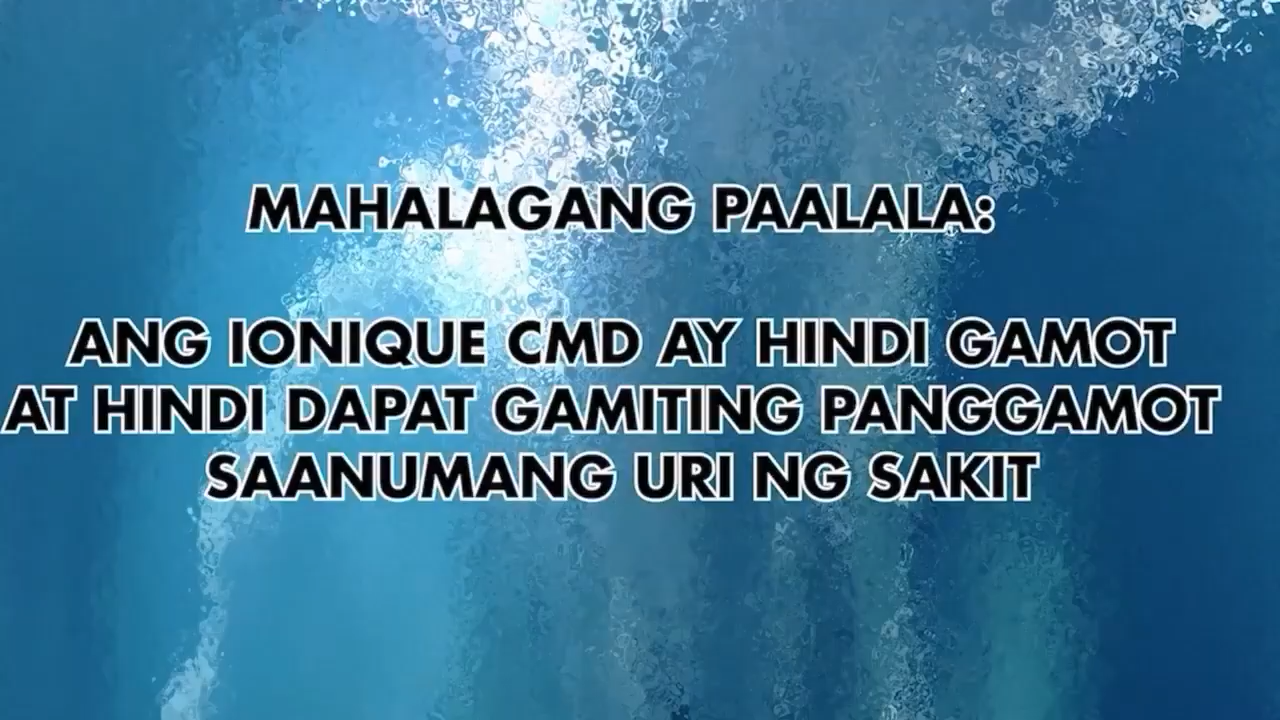 MAHALAGANG PAALALA:
ANG IONIQUE CMD AY HINDI GAMOT
AT HINDI DAPAT GAMITING PANGGAMOT
SAANUMANG URI NG SAKIT